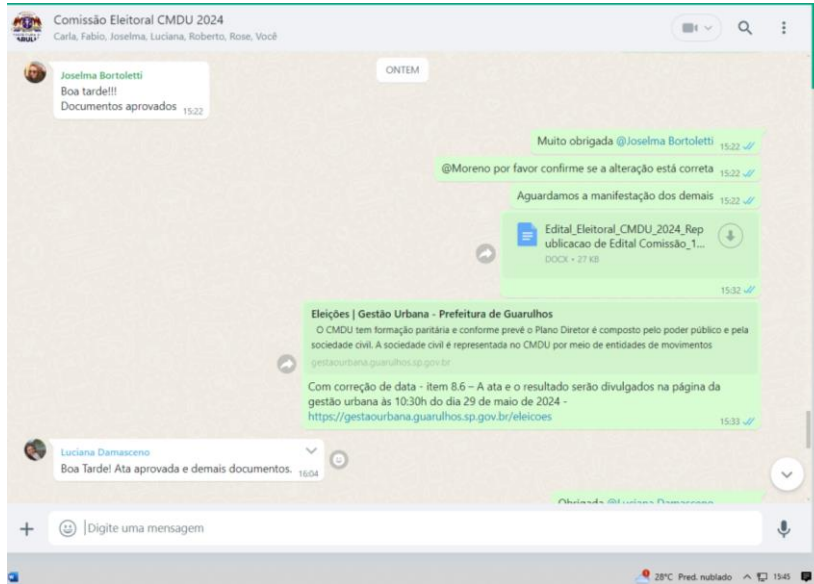 Comissão Eleitoral CMDU 2024
Carla, Fabio, Joselma, Luciana, Roberto, Rose, Você
ONTEM
Joselma Bortoletti
Boa tarde!!!
Documentos aprovados 15:22
Muito obrigada @Joselma Bortoletti 15:22
@Moreno por favor confirme se a alteração está correta 15:22
Aguardamos a manifestação dos demais 15:22
Edital_Eleitoral_CMDU_2024_Rep
ublicacao de Edital Comissão_1...
DOCX • 27 KB
15:32
Eleições | Gestão Urbana - Prefeitura de Guarulhos
O CMDU tem formação paritária e conforme prevê o Plano Diretor é composto pelo poder público e pela
sociedade civil. A sociedade civil é representada no CMDU por meio de entidades de movimentos
gestaourbana.guarulhos.sp.gov.br
Com correção de data - item 8.6 – A ata e o resultado serão divulgados na página da
gestão urbana às 10:30h do dia 29 de maio de 2024 -
https://gestaourbana.guarulhos.sp.gov.br/eleicoes
15:33
Luciana Damasceno
Boa Tarde! Ata aprovada e demais documentos. 16:04
Obrigada @Luciana Damasceno
Digite uma mensagem
28°C Pred. nublado 15:45